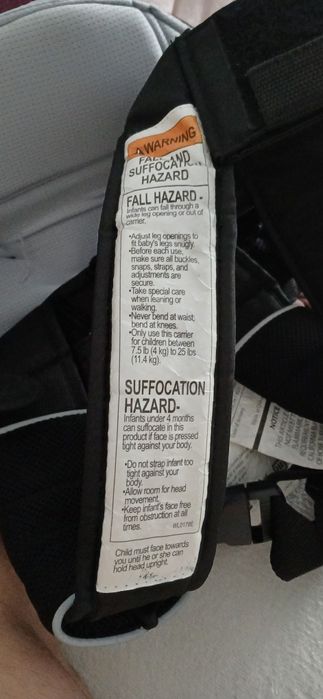 ⚠WARNING
FALL AND
SUFFOCATION
HAZARD
FALL HAZARD -
Infants can fall through a
wide leg opening or out of
carrier.
•Adjust leg openings to
fit baby's legs snugly.
•Before each use,
make sure all buckles,
snaps, straps, and
adjustments are
secure.
•Take special care
when leaning or
walking.
•Never bend at waist;
bend at knees.
•Only use this carrier
for children between
7.5 lb (4 kg) to 25 lbs
(11.4 kg).
SUFFOCATION
HAZARD-
Infants under 4 months
can suffocate in this
product if face is pressed
tight against your body.
•Do not strap infant too
tight against your
body.
•Allow room for head
movement.
•Keep infant's face free
from obstruction at all
times.
Child must face towards
you until he or she can
hold head upright.
NOTICE